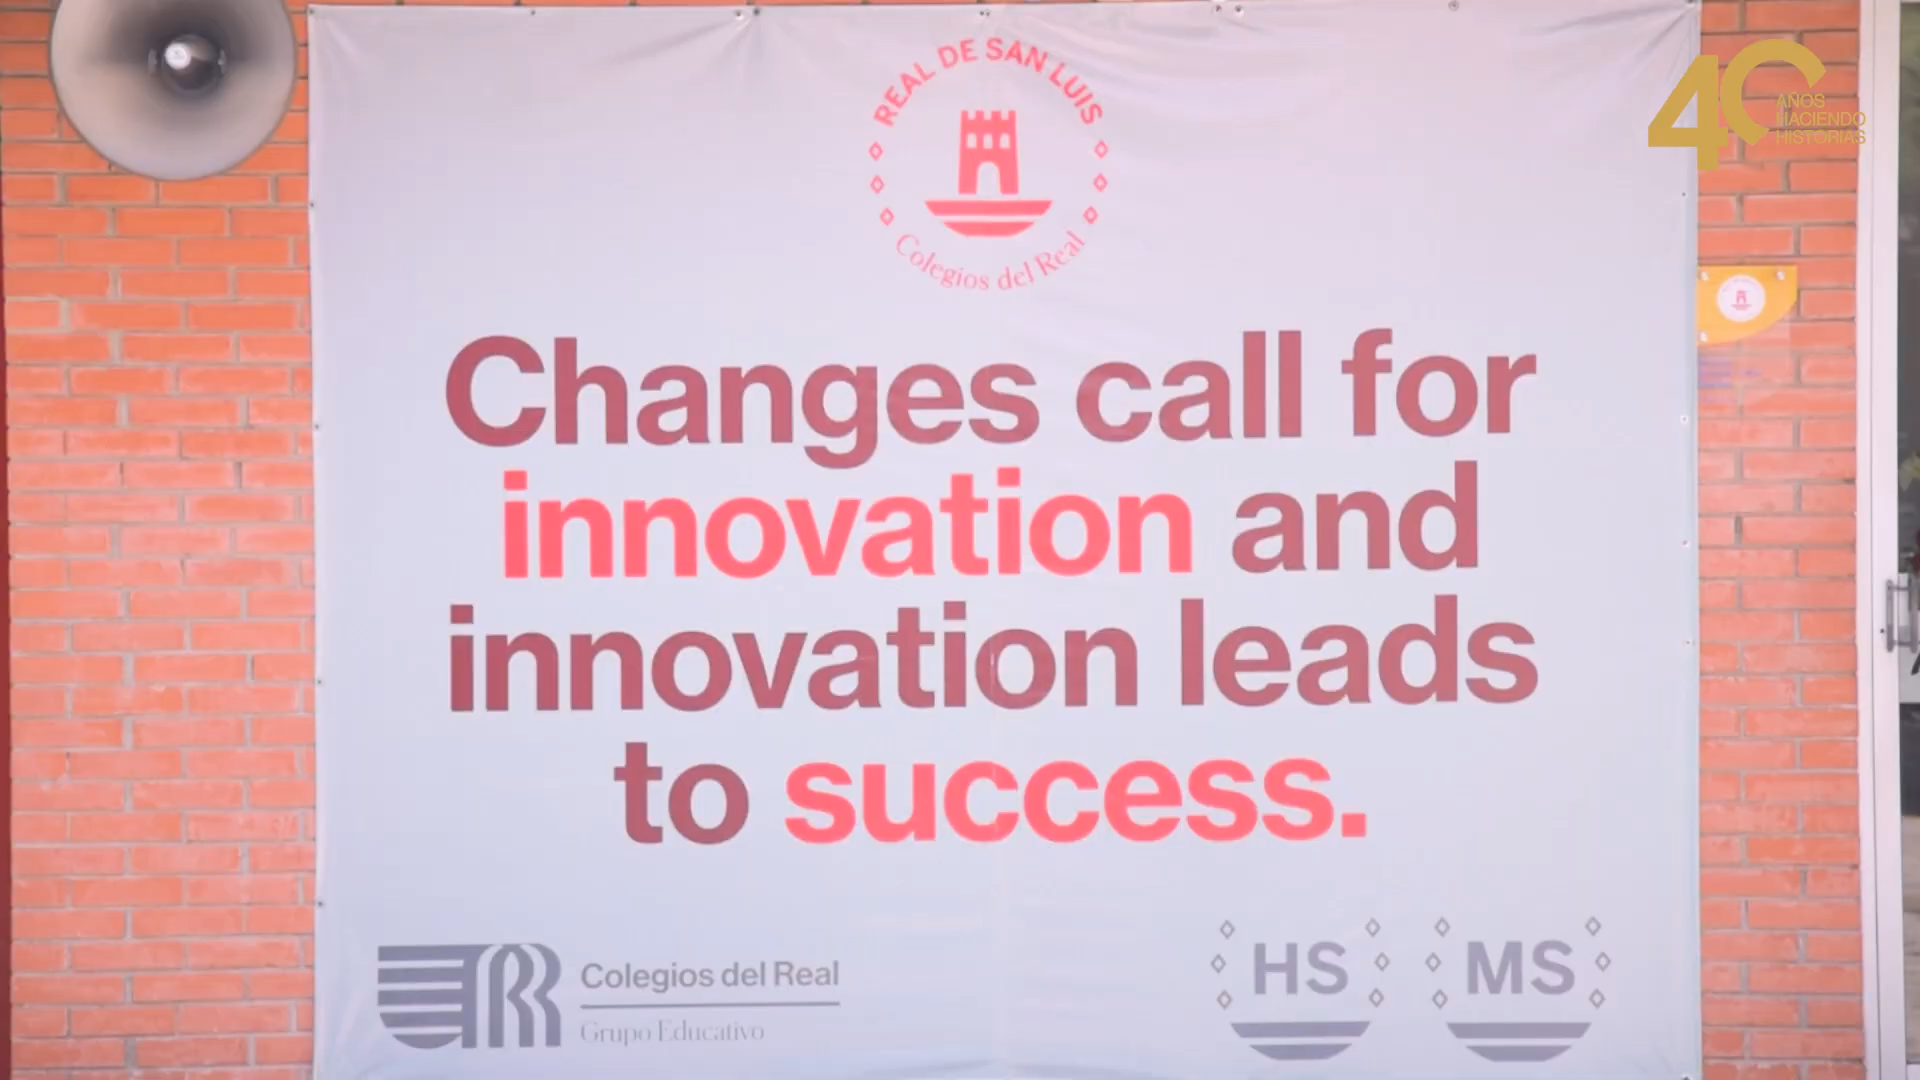 REAL DE SAN LUIS
Colegios del Real
40
AÑOS
HACIENDO
HISTORIAS
Changes call for
innovation and
innovation leads
to success.
Colegios del Real
Grupo Educativo
HS
MS